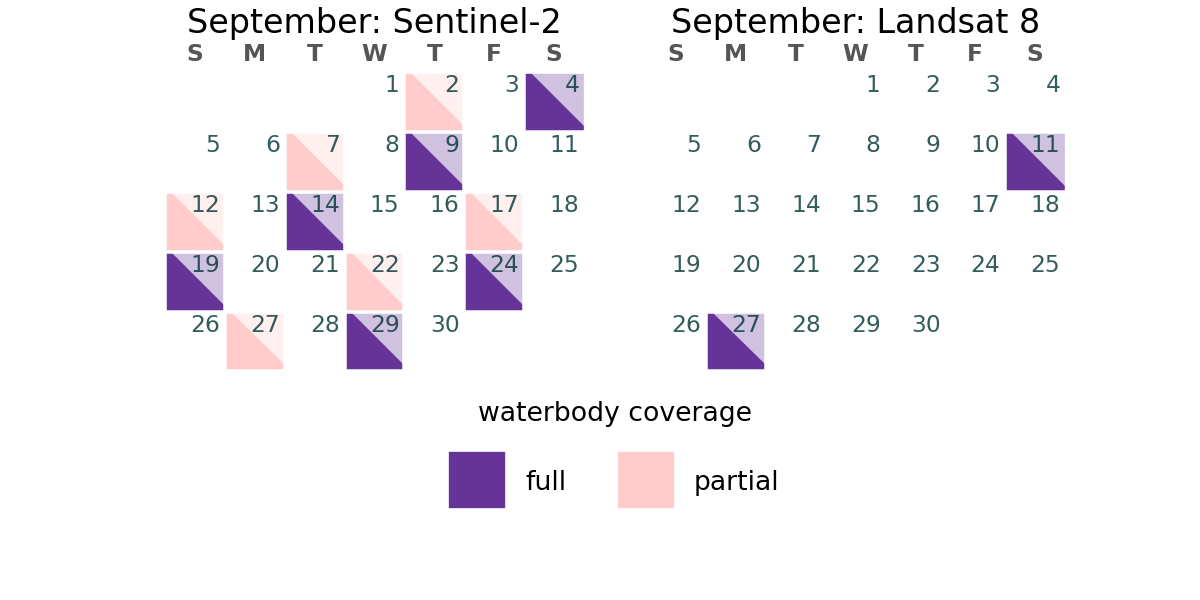 September: Sentinel-2
S M T W T F S
1 2 3 4
5 6 7 8 9 10 11
12 13 14 15 16 17 18
19 20 21 22 23 24 25
26 27 28 29 30
September: Landsat 8
S M T W T F S
1 2 3 4
5 6 7 8 9 10 11
12 13 14 15 16 17 18
19 20 21 22 23 24 25
26 27 28 29 30
waterbody coverage
full partial